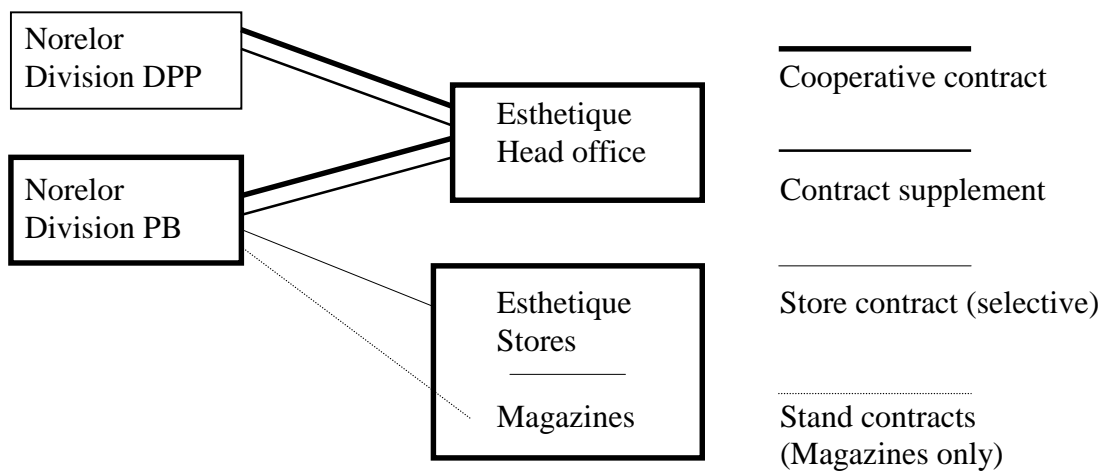 Norelor
Division DPP
Norelor
Division PB
Esthetique
Head office
Esthetique
Stores
Magazines
Cooperative contract
Contract supplement
Store contract (selective)
Stand contracts
(Magazines only)